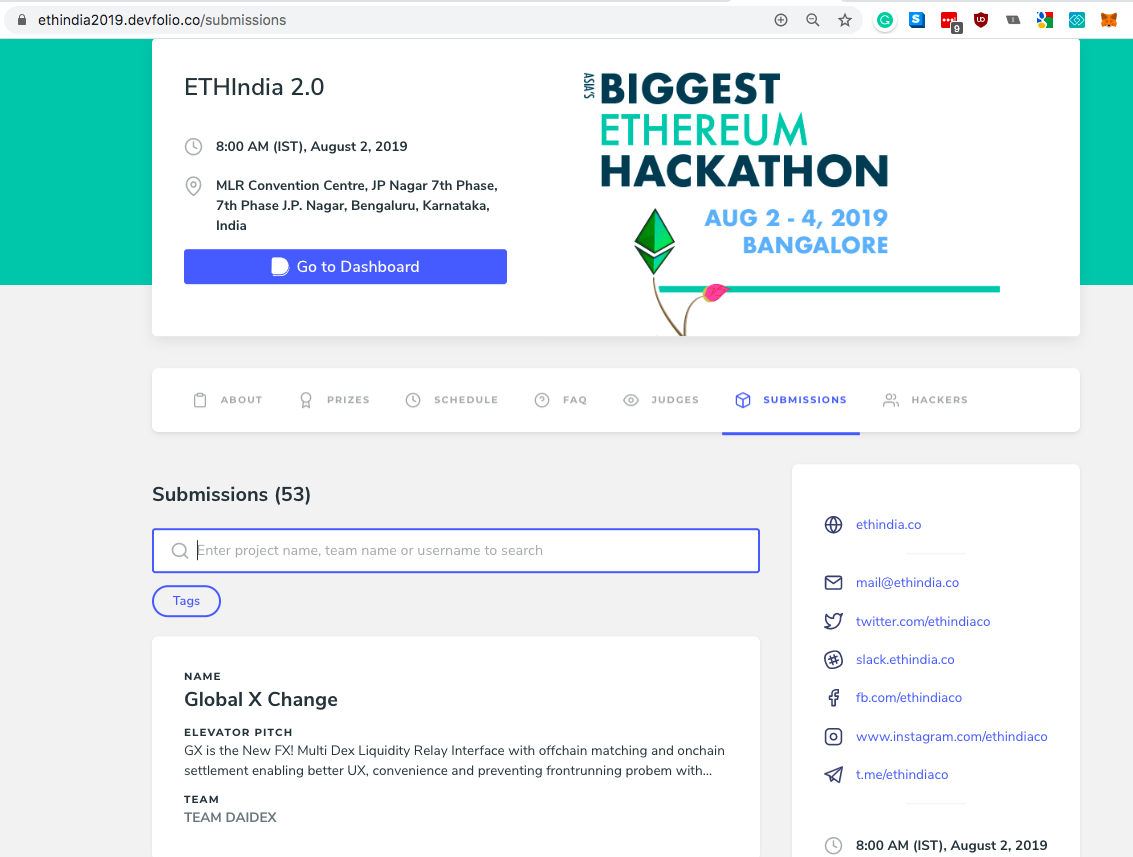 ethindia2019.devfolio.co/submissions
9
ETHIndia 2.0
8:00 AM (IST), August 2, 2019
MLR Convention Centre, JP Nagar 7th Phase,
7th Phase J.P. Nagar, Bengaluru, Karnataka,
India
Go to Dashboard
ASIA'S
BIGGEST
ETHEREUM
HACKATHON
AUG 2 - 4, 2019
BANGALORE
ABOUT
PRIZES
SCHEDULE
FAQ
JUDGES
SUBMISSIONS
HACKERS
Submissions (53)
Enter project name, team name or username to search
Tags
NAME
Global X Change
ELEVATOR PITCH
GX is the New FX! Multi Dex Liquidity Relay Interface with offchain matching and onchain
settlement enabling better UX, convenience and preventing frontrunning probem with...
TEAM
TEAM DAIDEX
ethindia.co
mail@ethindia.co
twitter.com/ethindiaco
slack.ethindia.co
fb.com/ethindiaco
www.instagram.com/ethindiaco
t.me/ethindiaco
8:00 AM (IST), August 2, 2019